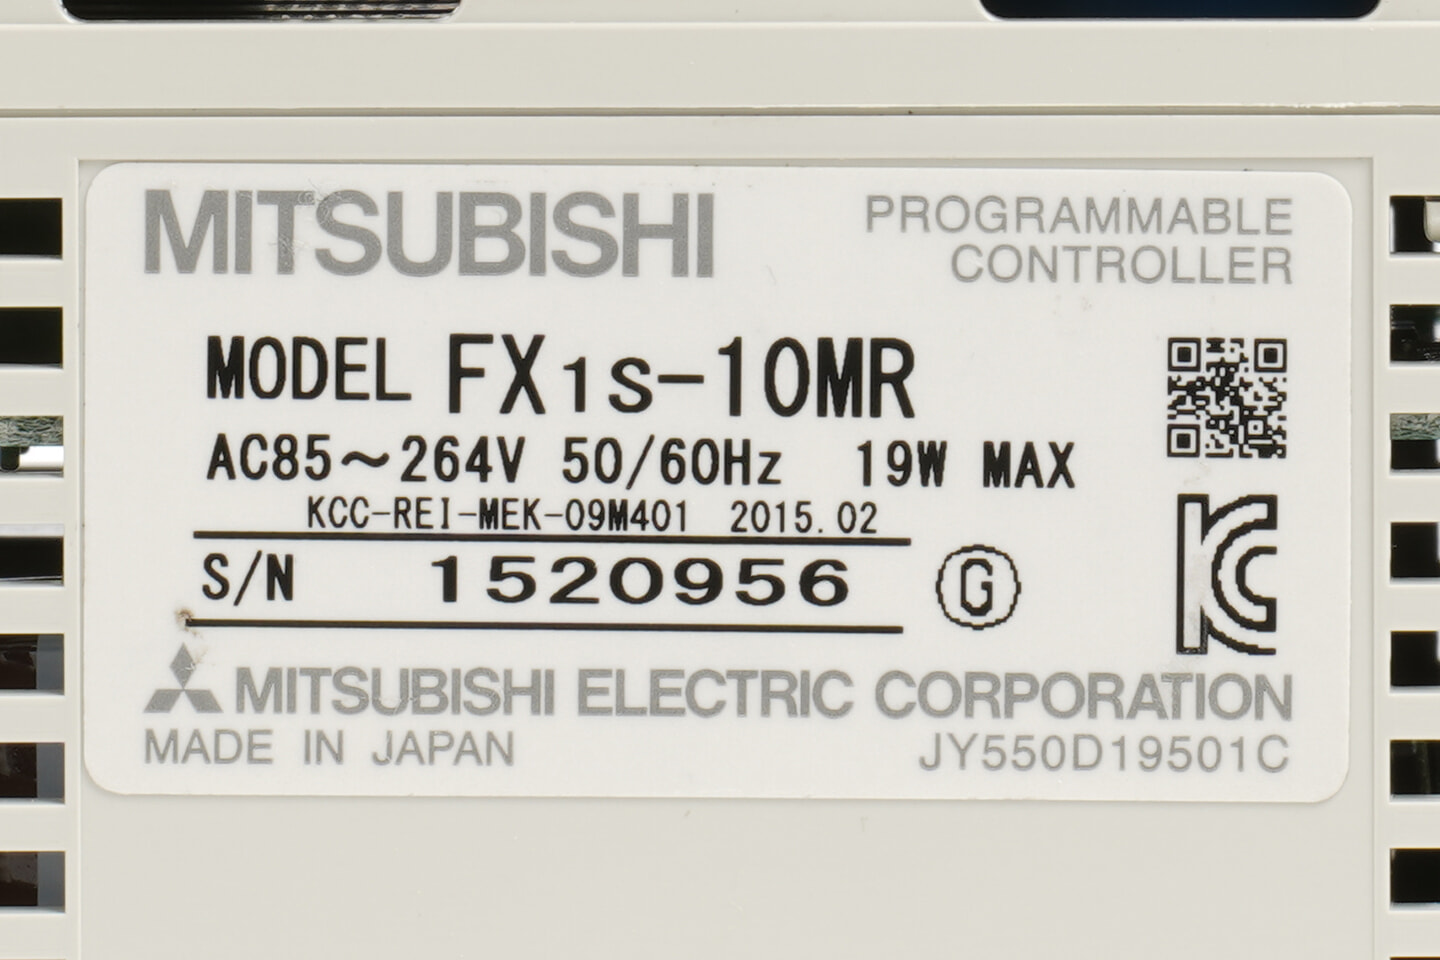 MITSUBISHI
PROGRAMMABLE
CONTROLLER
MODEL FX1S-10MR
AC85~264V 50/60Hz 19W MAX
KCC-REI-MEK-09M401 2015.02
S/N 1520956
G
KC
MITSUBISHI ELECTRIC CORPORATION
MADE IN JAPAN
JY550D19501C